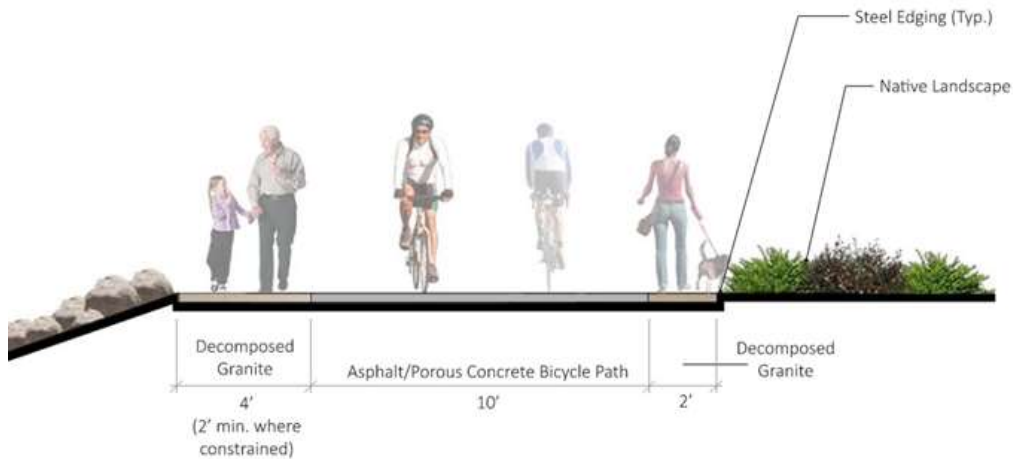 Steel Edging (Typ.)
Native Landscape
Decomposed
Granite
Asphalt/Porous Concrete Bicycle Path
Decomposed
Granite
4'
(2' min. where
constrained)
10'
2'